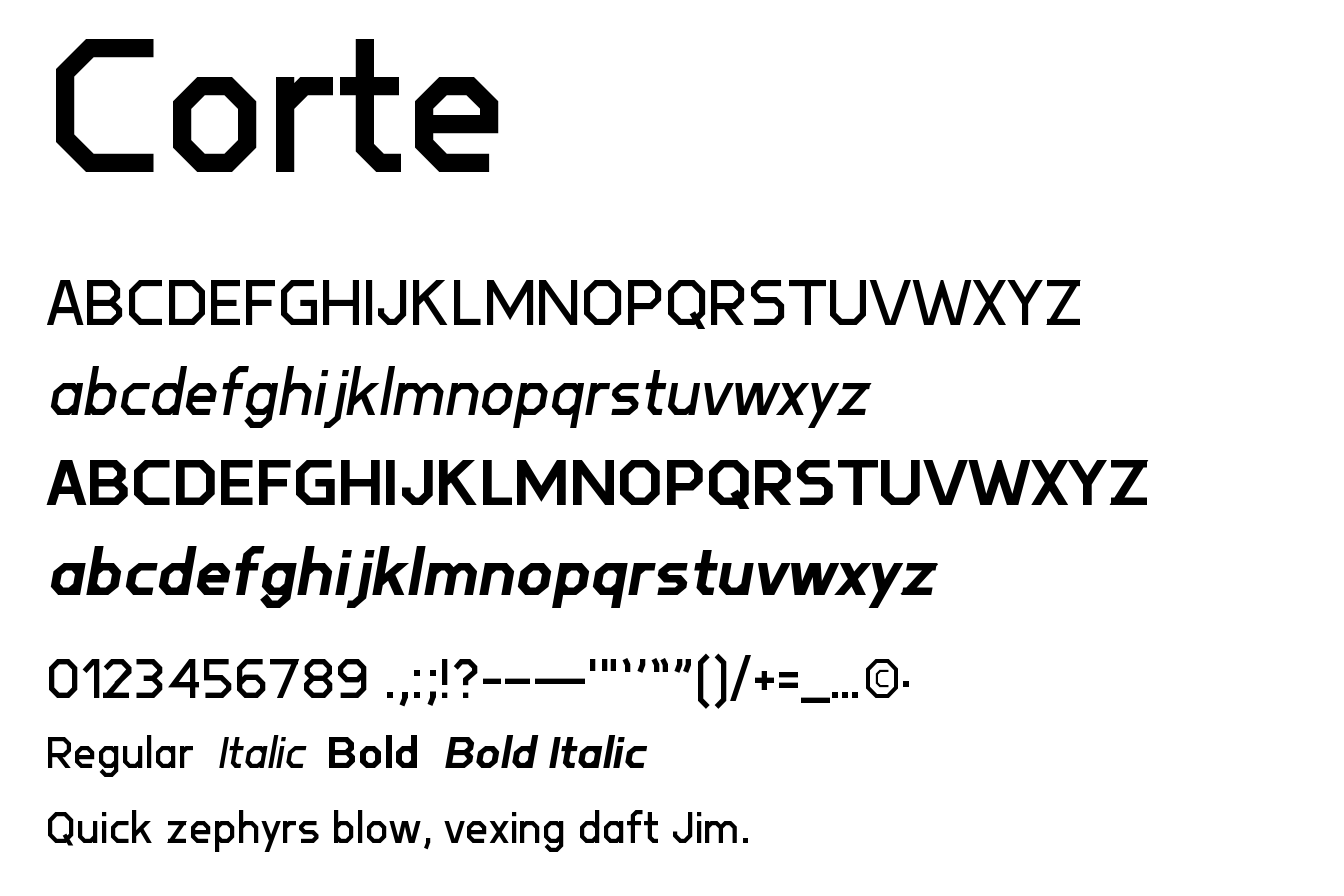 Corte
ABCDEFGHIJKLMNOPQRSTUVWXYZ
abcdefghijklmnopqrstuvwxyz
ABCDEFGHIJKLMNOPQRSTUVWXYZ
abcdefghijklmnopqrstuvwxyz
0123456789 .,:;!?-–—'"‘’“”()/+=_…©·
Regular Italic Bold Bold Italic
Quick zephyrs blow, vexing daft Jim.